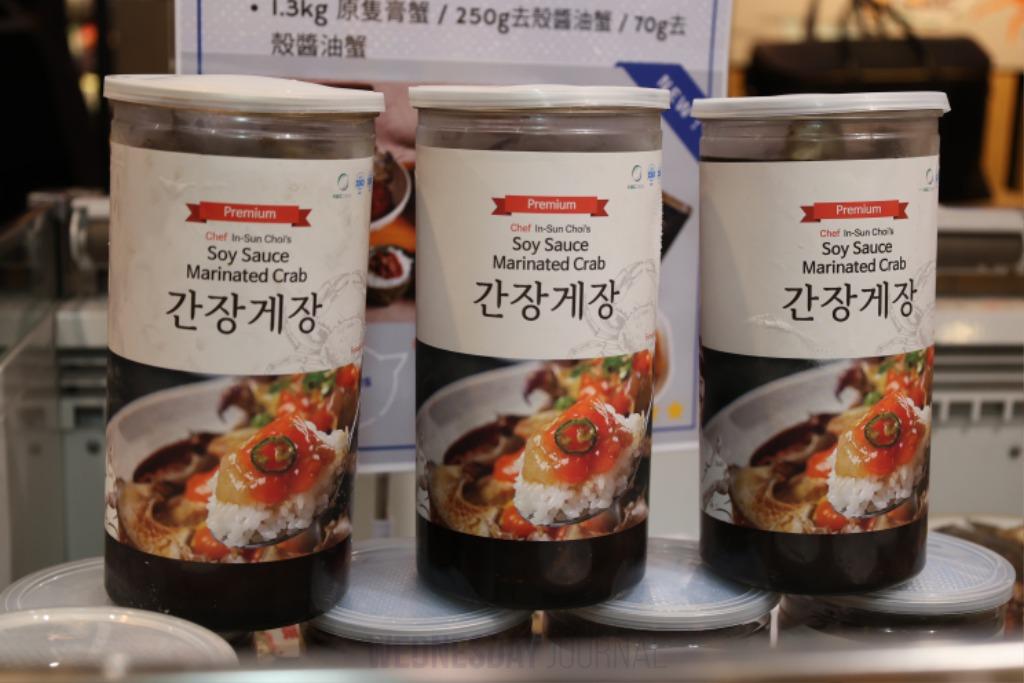 • 1.3kg 原隻膏蟹 / 250g去殼醬油蟹 / 70g去
殼醬油蟹
NEW!
Premium
Chef In-Sun Choi's
Soy Sauce
Marinated Crab
간장게장
Premium
Chef In-Sun Choi's
Soy Sauce
Marinated Crab
간장게장
Premium
Chef In-Sun Choi's
Soy Sauce
Marinated Crab
간장게장
WEDNESDAY JOURNAL